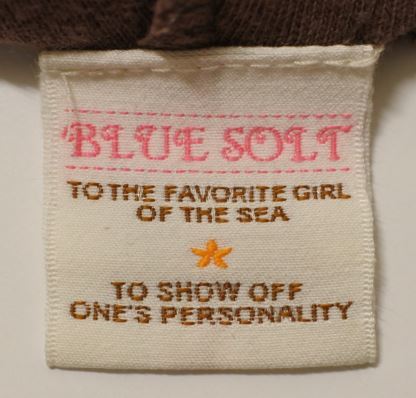 BLUE SOLT
TO THE FAVORITE GIRL
OF THE SEA
TO SHOW OFF
ONE'S PERSONALITY